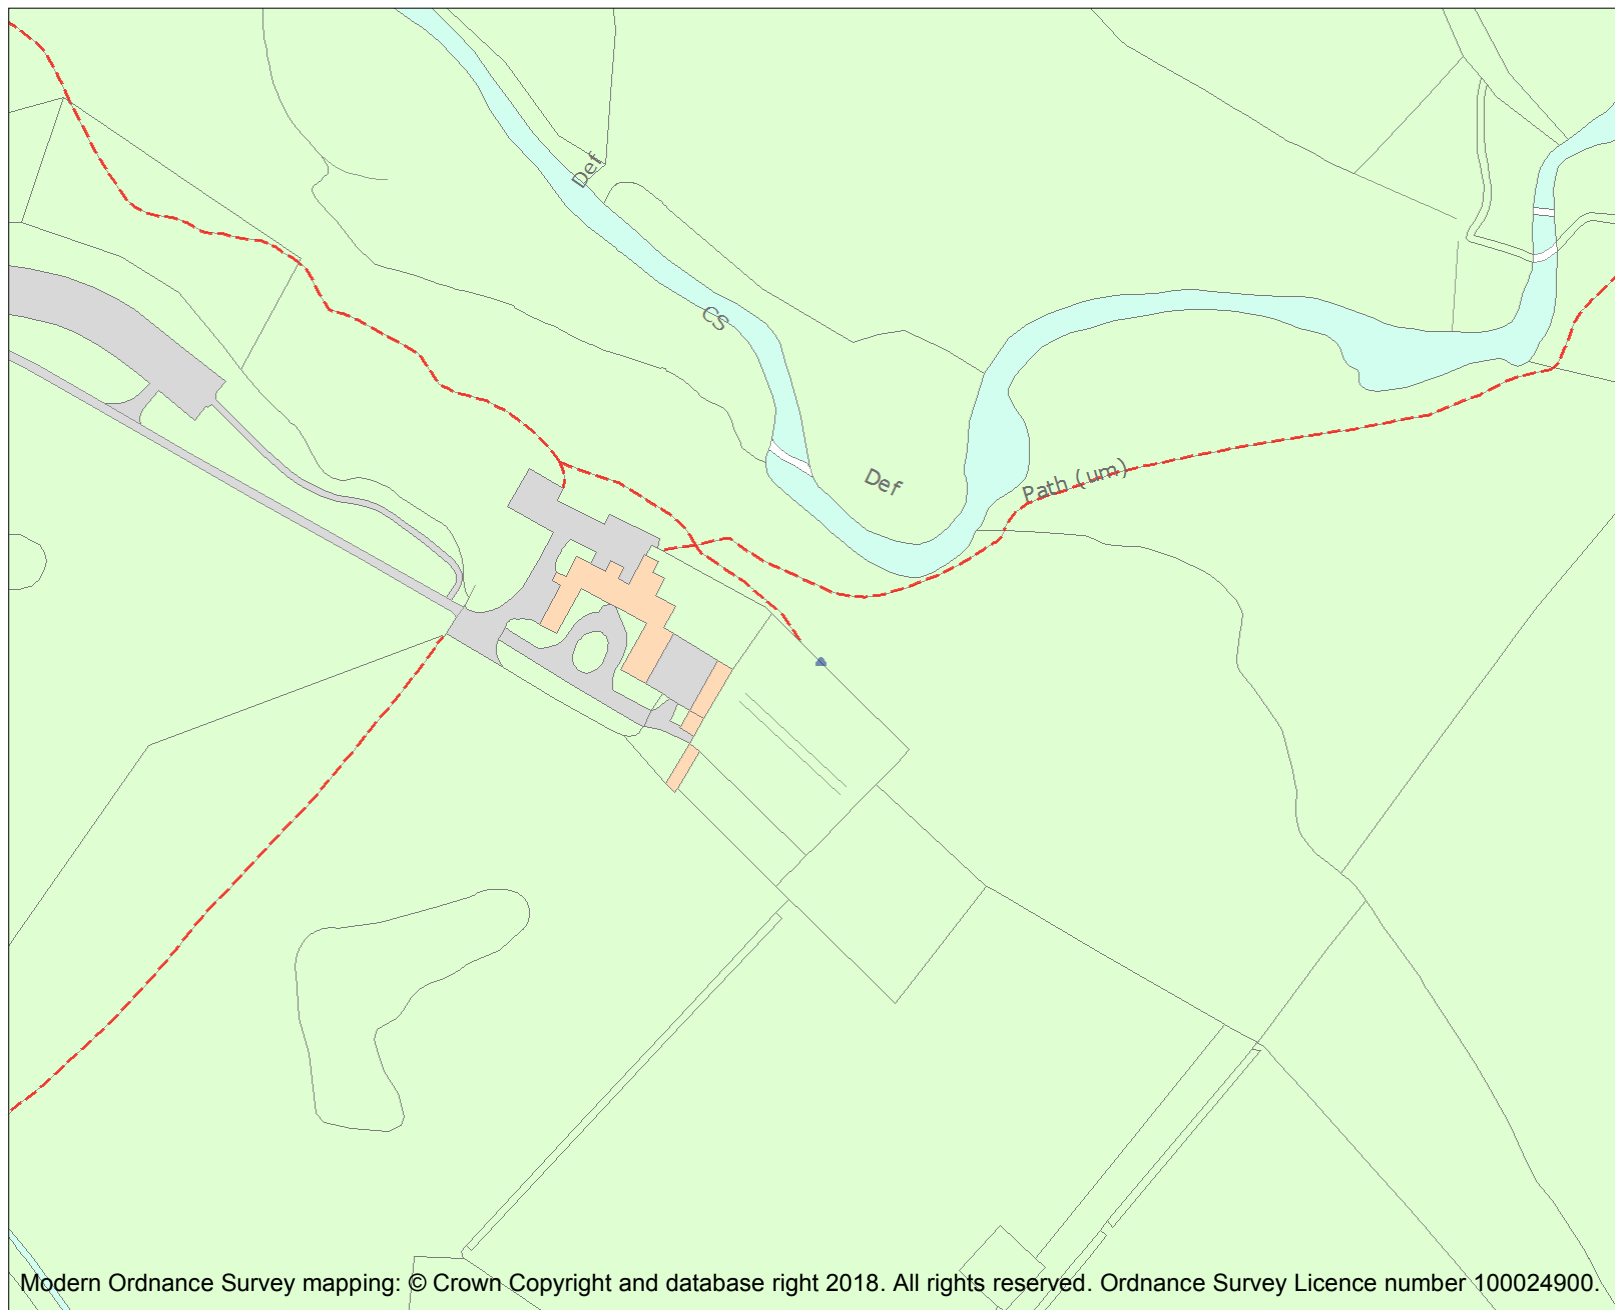 Def
CS
Def
Path (um)
Modern Ordnance Survey mapping: © Crown Copyright and database right 2018. All rights reserved. Ordnance Survey Licence number 100024900.